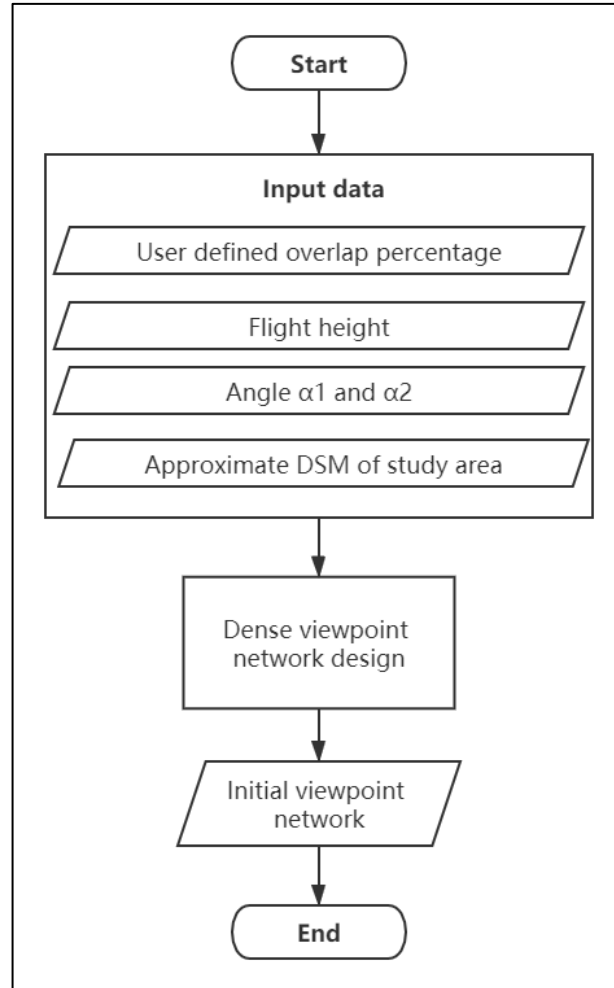 Start
Input data
User defined overlap percentage
Flight height
Angle α1 and α2
Approximate DSM of study area
Dense viewpoint
network design
Initial viewpoint
network
End